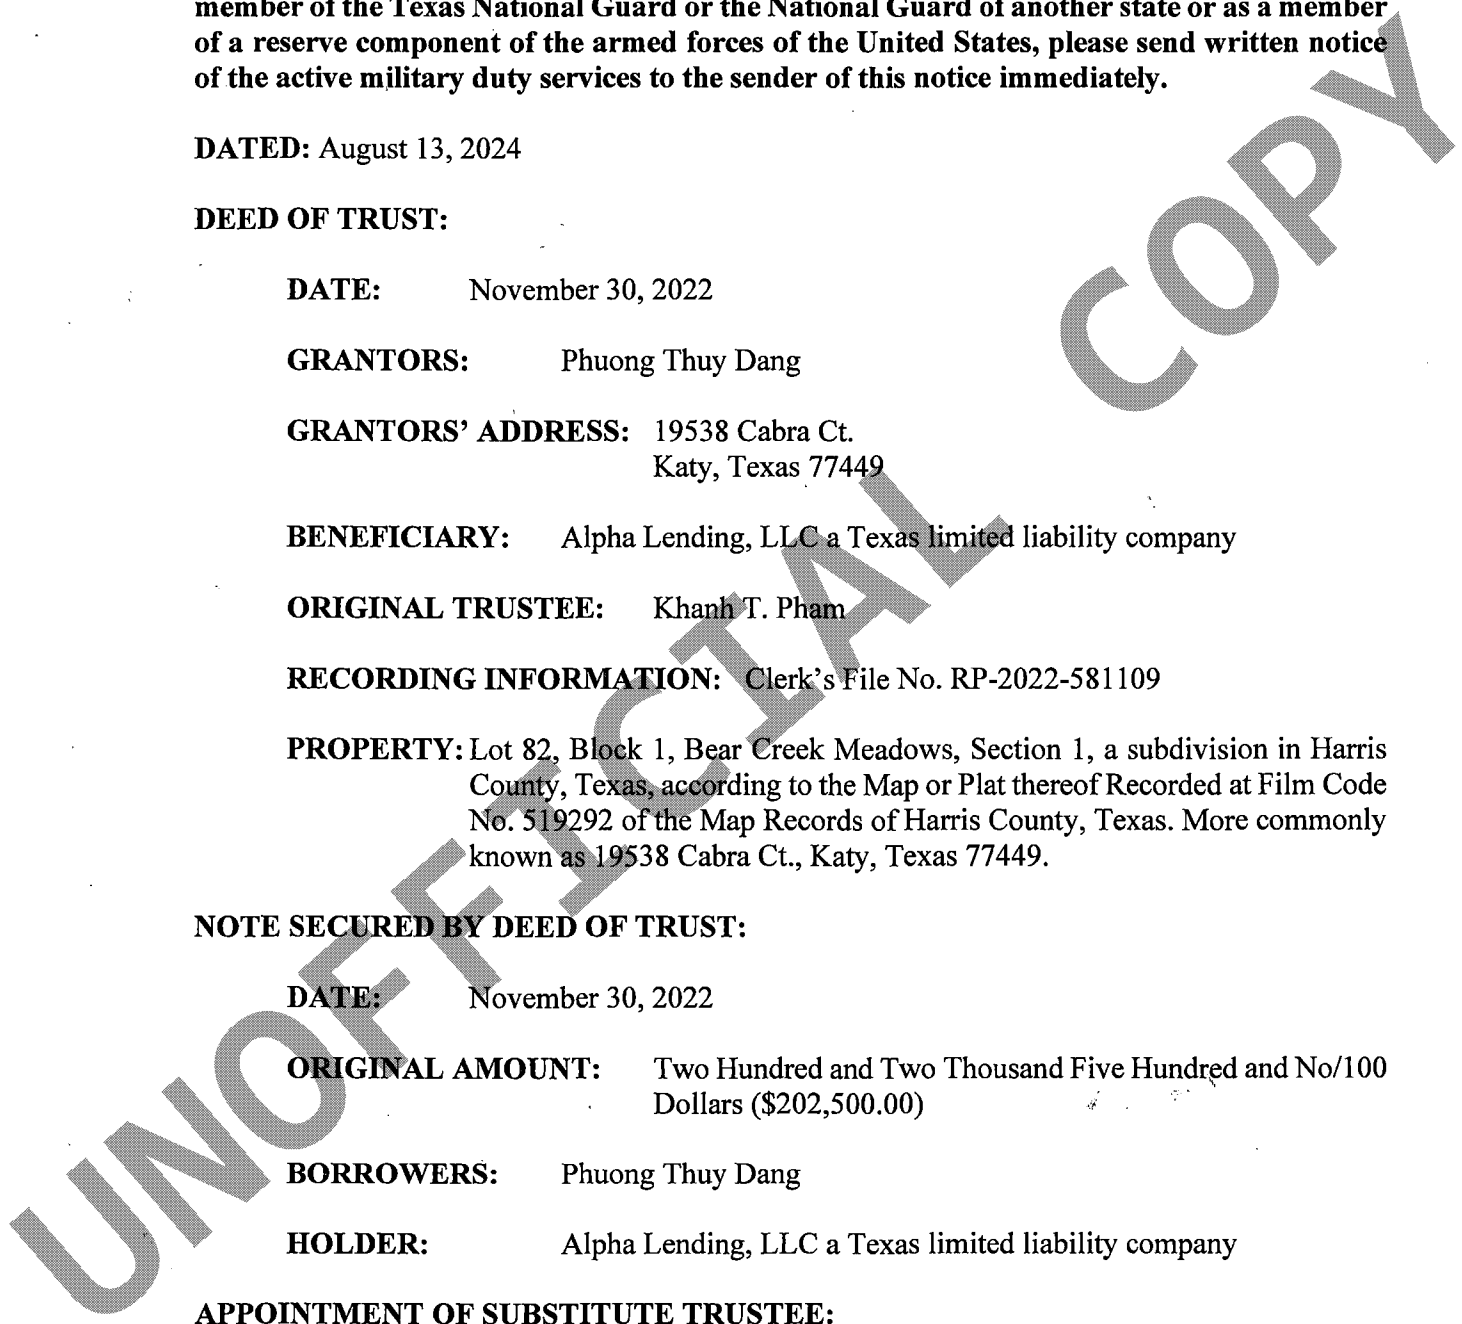 member of the Texas National Guard or the National Guard of another state or as a member
of a reserve component of the armed forces of the United States, please send written notice
of the active military duty services to the sender of this notice immediately.
DATED: August 13, 2024
DEED OF TRUST:
DATE: November 30, 2022
GRANTORS: Phuong Thuy Dang
GRANTORS' ADDRESS: 19538 Cabra Ct.
Katy, Texas 77449
BENEFICIARY: Alpha Lending, LLC a Texas limited liability company
ORIGINAL TRUSTEE: Khanh T. Pham
RECORDING INFORMATION: Clerk's File No. RP-2022-581109
PROPERTY: Lot 82, Block 1, Bear Creek Meadows, Section 1, a subdivision in Harris
County, Texas, according to the Map or Plat thereof Recorded at Film Code
No. 519292 of the Map Records of Harris County, Texas. More commonly
known as 19538 Cabra Ct., Katy, Texas 77449.
NOTE SECURED BY DEED OF TRUST:
DATE: November 30, 2022
ORIGINAL AMOUNT: Two Hundred and Two Thousand Five Hundred and No/100
Dollars ($202,500.00)
BORROWERS: Phuong Thuy Dang
HOLDER: Alpha Lending, LLC a Texas limited liability company
APPOINTMENT OF SUBSTITUTE TRUSTEE:
UNOFFICIAL COPY